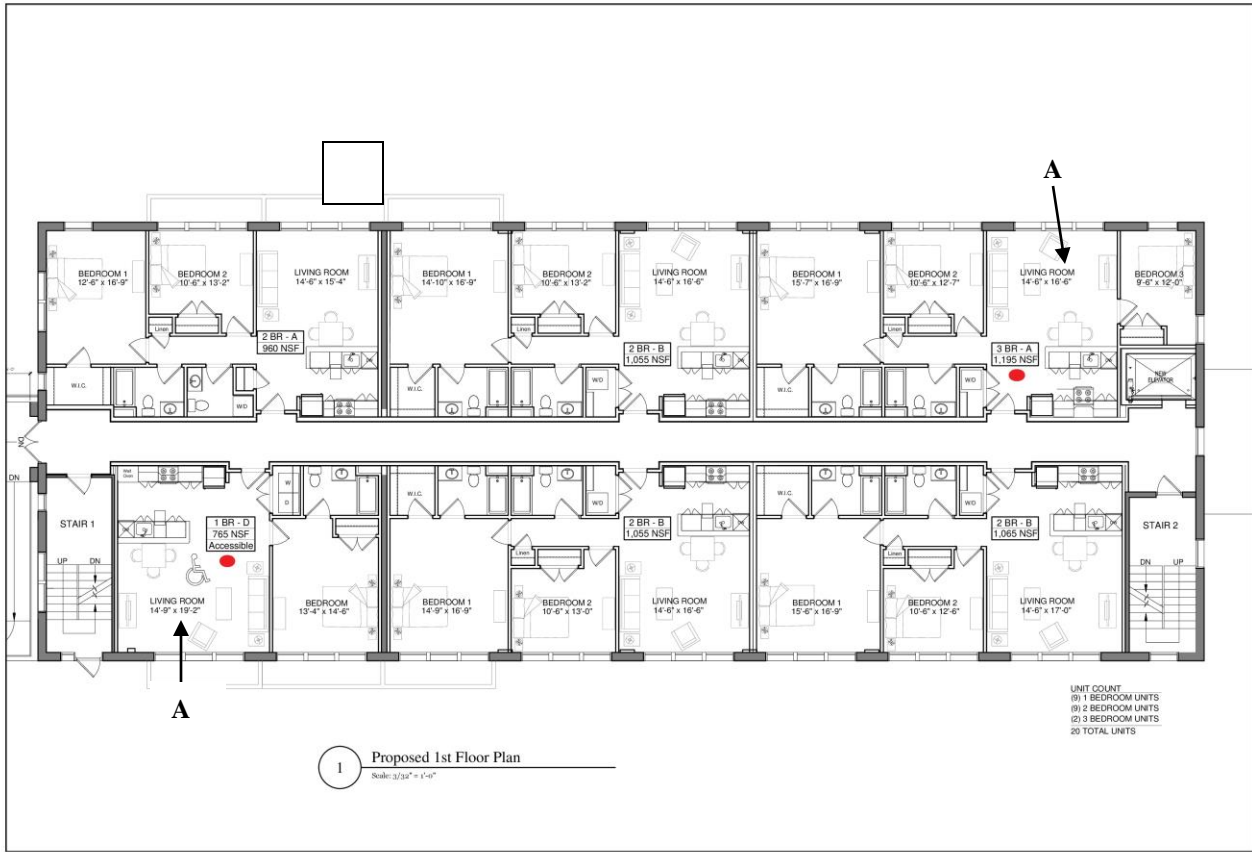 A
BEDROOM 1
12'-6" x 16'-9"
BEDROOM 2
10'-6" x 13'-2"
LIVING ROOM
14'-6" x 15'-4"
BEDROOM 1
14'-10" x 16'-9"
BEDROOM 2
10'-6" x 13'-2"
LIVING ROOM
14'-6" x 16'-6"
BEDROOM 1
15'-7" x 16'-9"
BEDROOM 2
10'-6" x 12'-7"
LIVING ROOM
14'-6" x 16'-6"
BEDROOM 3
9'-6" x 12'-0"
Linen
2 BR - A
960 NSF
Linen
2 BR - B
1,055 NSF
Linen
3 BR - A
1,195 NSF
NEW
ELEVATOR
W.I.C.
W/D
W.I.C.
W/D
W.I.C.
W/D
DN
DN
STAIR 1
UP
DN
Wall
Oven
1 BR - D
765 NSF
Accessible
W
D
LIVING ROOM
14'-9" x 19'-2"
BEDROOM
13'-4" x 14'-6"
W.I.C.
W/D
Linen
2 BR - B
1,055 NSF
BEDROOM 1
14'-9" x 16'-9"
BEDROOM 2
10'-6" x 13'-0"
LIVING ROOM
14'-6" x 16'-6"
W.I.C.
W/D
Linen
2 BR - B
1,065 NSF
BEDROOM 1
15'-6" x 16'-9"
BEDROOM 2
10'-6" x 12'-6"
LIVING ROOM
14'-6" x 17'-0"
STAIR 2
DN
UP
A
UNIT COUNT
(9) 1 BEDROOM UNITS
(9) 2 BEDROOM UNITS
(2) 3 BEDROOM UNITS
20 TOTAL UNITS
1
Proposed 1st Floor Plan
Scale: 3/32" = 1'-0"